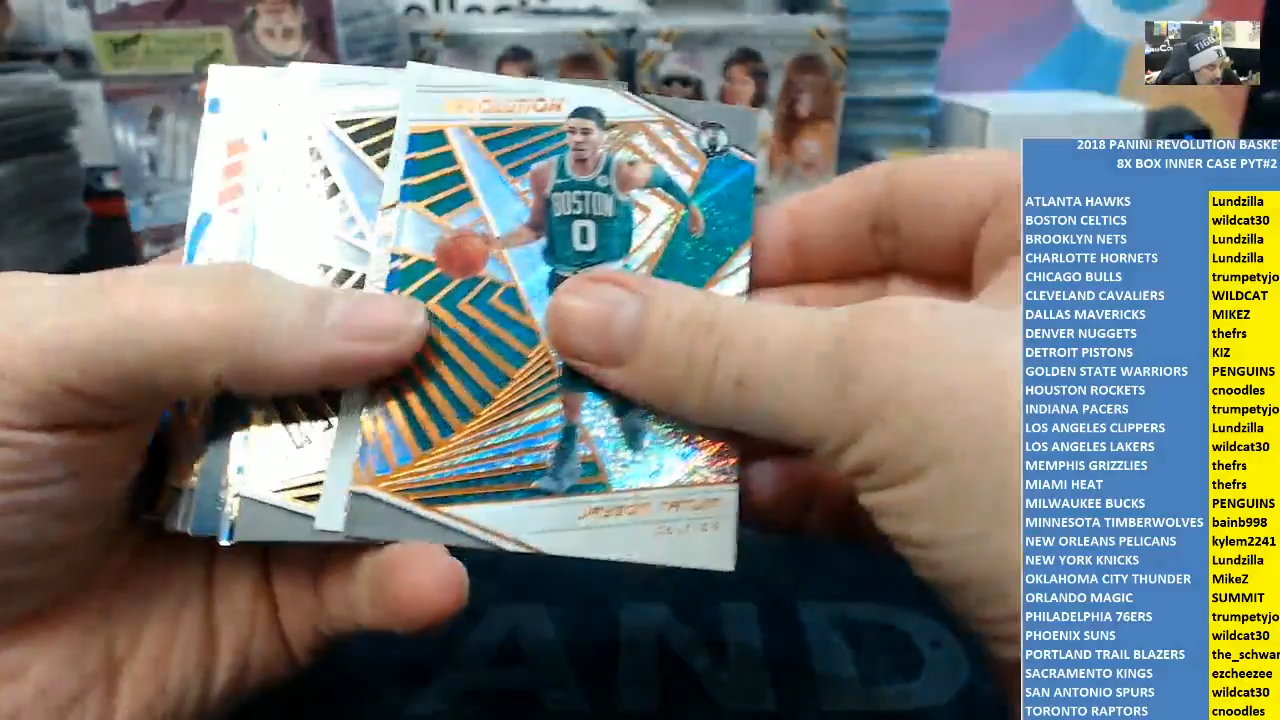 2018 PANINI REVOLUTION BASKE
8X BOX INNER CASE PYT#2
ATLANTA HAWKS Lundzilla
BOSTON CELTICS wildcat30
BROOKLYN NETS Lundzilla
CHARLOTTE HORNETS Lundzilla
CHICAGO BULLS trumpetyjo
CLEVELAND CAVALIERS WILDCAT
DALLAS MAVERICKS MIKEZ
DENVER NUGGETS thefrs
DETROIT PISTONS KIZ
GOLDEN STATE WARRIORS PENGUINS
HOUSTON ROCKETS cnoodles
INDIANA PACERS trumpetyjo
LOS ANGELES CLIPPERS Lundzilla
LOS ANGELES LAKERS wildcat30
MEMPHIS GRIZZLIES thefrs
MIAMI HEAT thefrs
MILWAUKEE BUCKS PENGUINS
MINNESOTA TIMBERWOLVES bainb998
NEW ORLEANS PELICANS kylem2241
NEW YORK KNICKS Lundzilla
OKLAHOMA CITY THUNDER MikeZ
ORLANDO MAGIC SUMMIT
PHILADELPHIA 76ERS trumpetyjo
PHOENIX SUNS wildcat30
PORTLAND TRAIL BLAZERS the_schwar
SACRAMENTO KINGS ezcheezee
SAN ANTONIO SPURS wildcat30
TORONTO RAPTORS cnoodles
BOSTON
0
AND